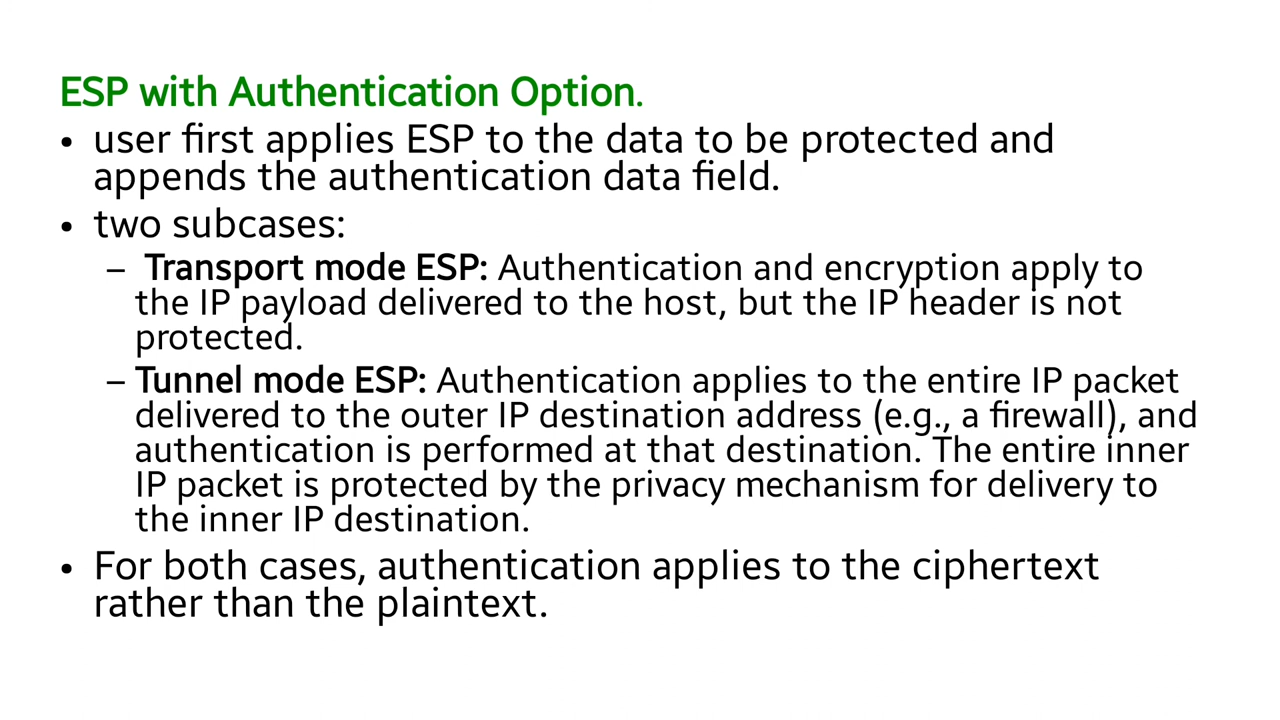 ESP with Authentication Option.
• user first applies ESP to the data to be protected and
appends the authentication data field.
• two subcases:
– Transport mode ESP: Authentication and encryption apply to
the IP payload delivered to the host, but the IP header is not
protected.
– Tunnel mode ESP: Authentication applies to the entire IP packet
delivered to the outer IP destination address (e.g., a firewall), and
authentication is performed at that destination. The entire inner
IP packet is protected by the privacy mechanism for delivery to
the inner IP destination.
• For both cases, authentication applies to the ciphertext
rather than the plaintext.